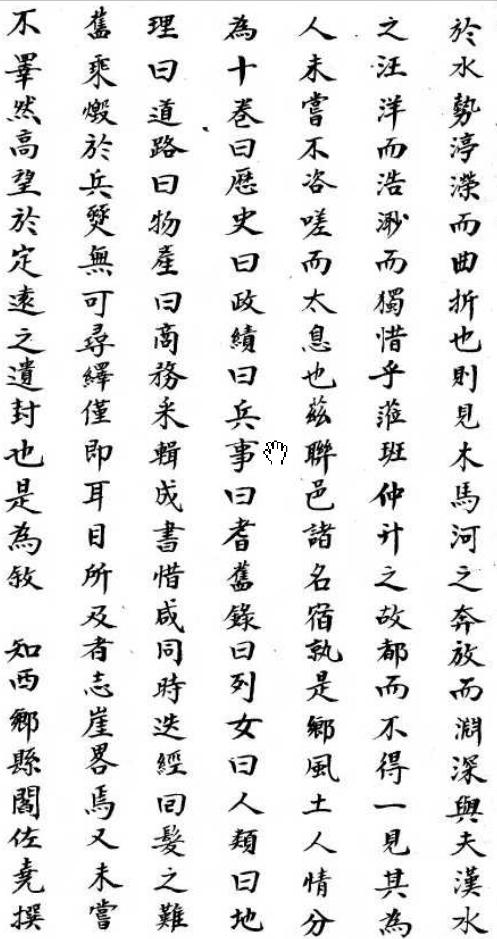 於水勢渟濚而曲折也則見木馬河之奔放而淵深與夫漢水
之汪洋而浩渺而獨惜乎蒞班仲升之故都而不得一見其為
人未嘗不咨嗟而太息也茲聯邑諸名宿孰是鄉風土人情分
為十卷曰歷史曰政績曰兵事曰耆舊錄曰列女曰人類曰地
理曰道路曰物產曰商務釆輯成書惜咸同時迭經回髮之難
舊乘燬於兵燹無可尋繹僅即耳目所及者志崖畧焉又未嘗
不睪然高望於定遠之遺封也是為敘 知西鄉縣閻佐堯撰